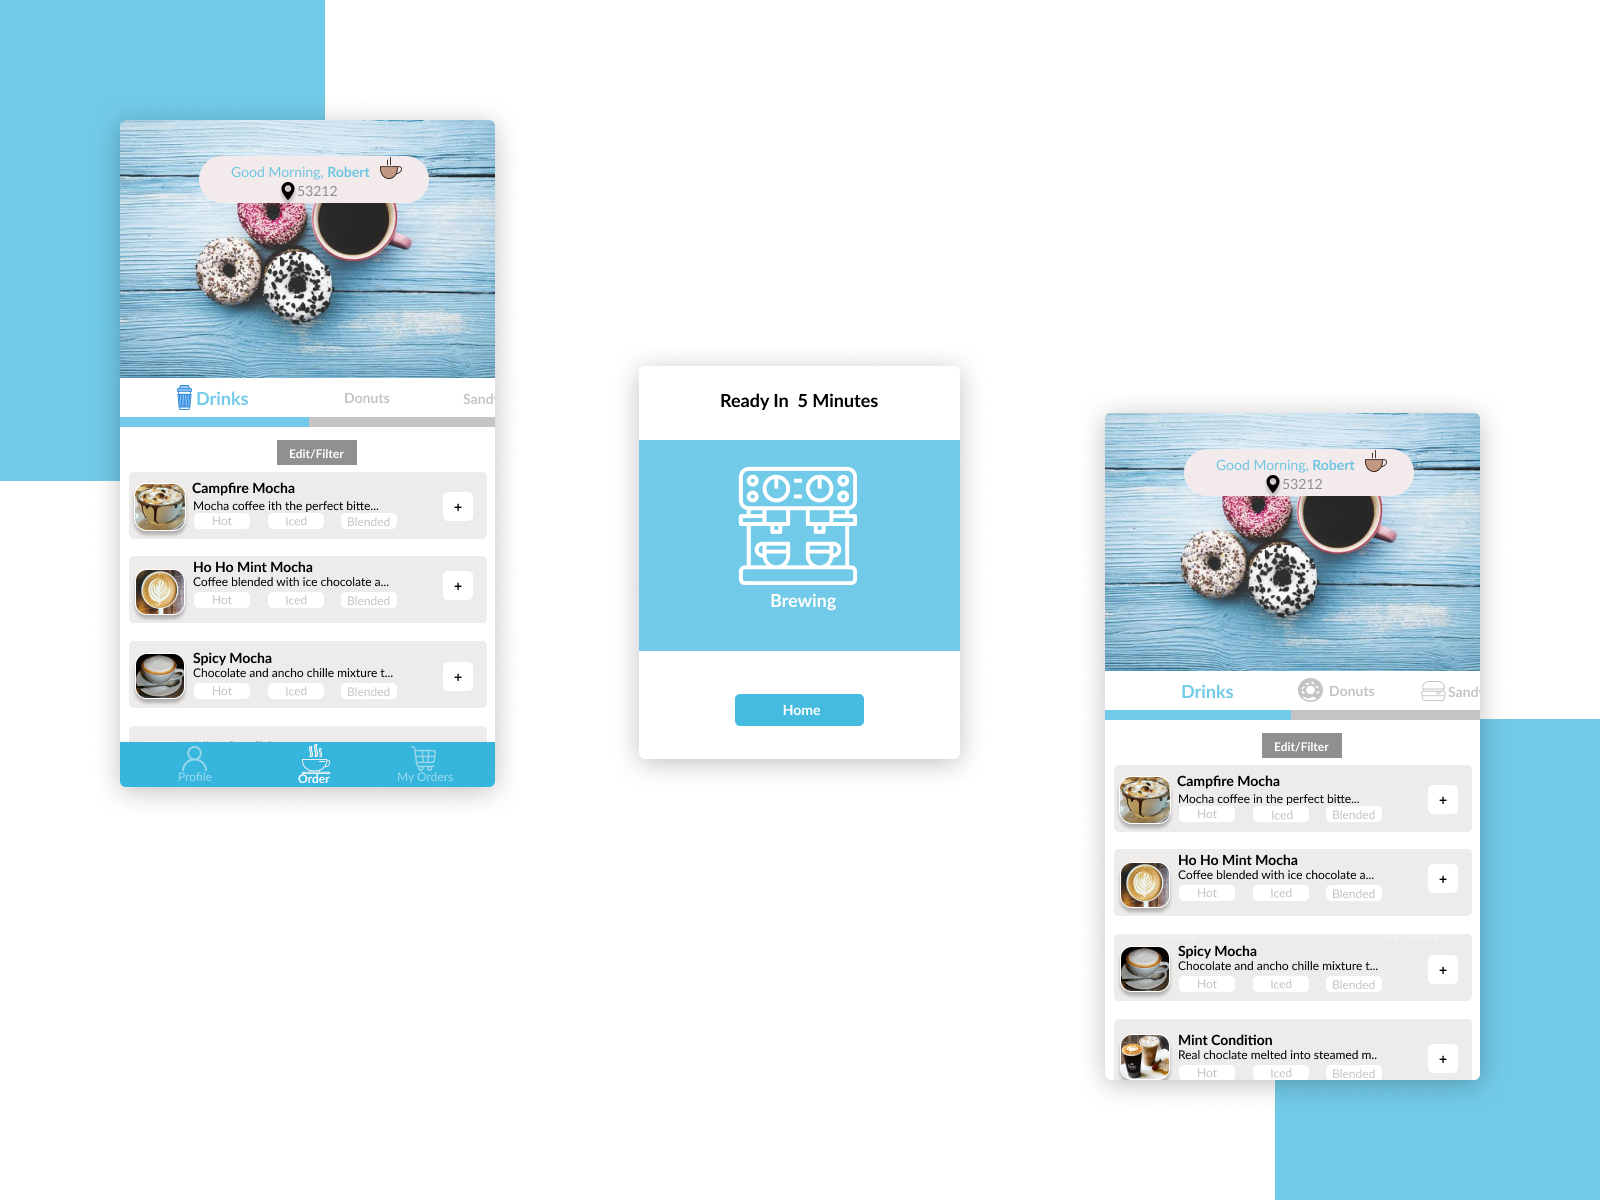 Good Morning, Robert
53212
Drinks
Donuts
Sand
Edit/Filter
Campfire Mocha
Mocha coffee ith the perfect bitte...
Hot
Iced
Blended
+
Ho Ho Mint Mocha
Coffee blended with ice chocolate a...
Hot
Iced
Blended
+
Spicy Mocha
Chocolate and ancho chille mixture t...
Hot
Iced
Blended
+
Profile
Order
My Orders
Ready In 5 Minutes
Brewing
Home
Good Morning, Robert
53212
Drinks
Donuts
Sand
Edit/Filter
Campfire Mocha
Mocha coffee in the perfect bitte...
Hot
Iced
Blended
+
Ho Ho Mint Mocha
Coffee blended with ice chocolate a...
Hot
Iced
Blended
+
My Orders
Spicy Mocha
Chocolate and ancho chille mixture t...
Hot
Iced
Blended
+
Mint Condition
Real choclate melted into steamed m..
Hot
Iced
Blended
+